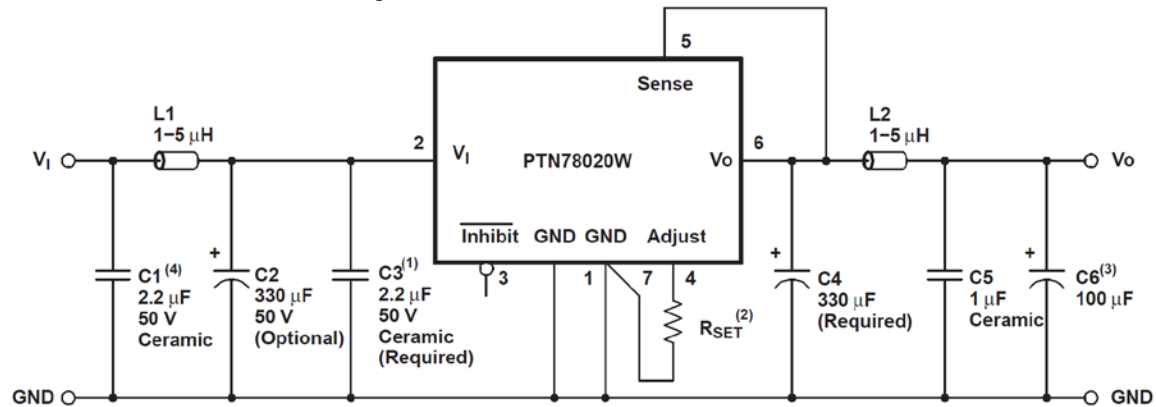 5
Sense
L1
1–5 μH
L2
1–5 μH
VI
2
VI
PTN78020W
Vo
6
Vo
Inhibit GND GND Adjust
3 1 7 4
C1(4)
2.2 μF
50 V
Ceramic
+
C2
330 μF
50 V
(Optional)
C3(1)
2.2 μF
50 V
Ceramic
(Required)
RSET(2)
+
C4
330 μF
(Required)
C5
1 μF
Ceramic
+
C6(3)
100 μF
GND
GND